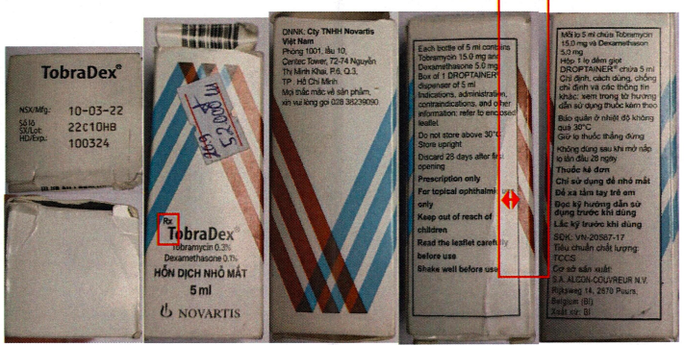 TobraDex®
NSX/Mfg.: 10-03-22
Số lô
SX/Lot: 22c10HB
HD/Exp.: 100324
Rx
TobraDex®
Tobramycin 0.3%
Dexamethasone 0.1%
HỖN DỊCH NHỎ MẮT
5 ml
NOVARTIS
DNNK: Cty TNHH Novartis
Việt Nam
Phòng 1001, lầu 10,
Centec Tower, 72-74 Nguyễn
Thị Minh Khai, P.6, Q.3,
TP. Hồ Chí Minh
Mọi thắc mắc về sản phẩm,
xin vui lòng gọi 028 38239090
Each bottle of 5 ml contains
Tobramycin 15.0 mg and
Dexamethasone 5.0 mg
Box of 1 DROPTAINER®
dispenser of 5 ml
Indications, administration,
contraindications, and other
information: refer to enclosed
leaflet
Do not store above 30°C
Store upright
Discard 28 days after first
opening
Prescription only
For topical ophthalmic use
only
Keep out of reach of
children
Read the leaflet carefully
before use
Shake well before use
Mỗi lọ 5 ml chứa Tobramycin
15.0 mg và Dexamethason
5.0 mg
Hộp 1 lọ đếm giọt
DROPTAINER® chứa 5 ml
Chỉ định, cách dùng, chống
chỉ định và các thông tin
khác: xem trong tờ hướng
dẫn sử dụng thuốc kèm theo
Bảo quản ở nhiệt độ không
quá 30°C
Giữ lọ thuốc thẳng đứng
Không dùng sau khi mở nắp
lọ lần đầu 28 ngày
Thuốc kê đơn
Chỉ sử dụng để nhỏ mắt
Để xa tầm tay trẻ em
Đọc kỹ hướng dẫn sử
dụng trước khi dùng
Lắc kỹ trước khi dùng
SDK: VN-20587-17
Tiêu chuẩn chất lượng:
TCCS
Cơ sở sản xuất:
S.A. ALCON-COUVREUR N.V.
Rijksweg 14, 2870 Puurs,
Belgium (Bỉ)
Xuất xứ: Bỉ